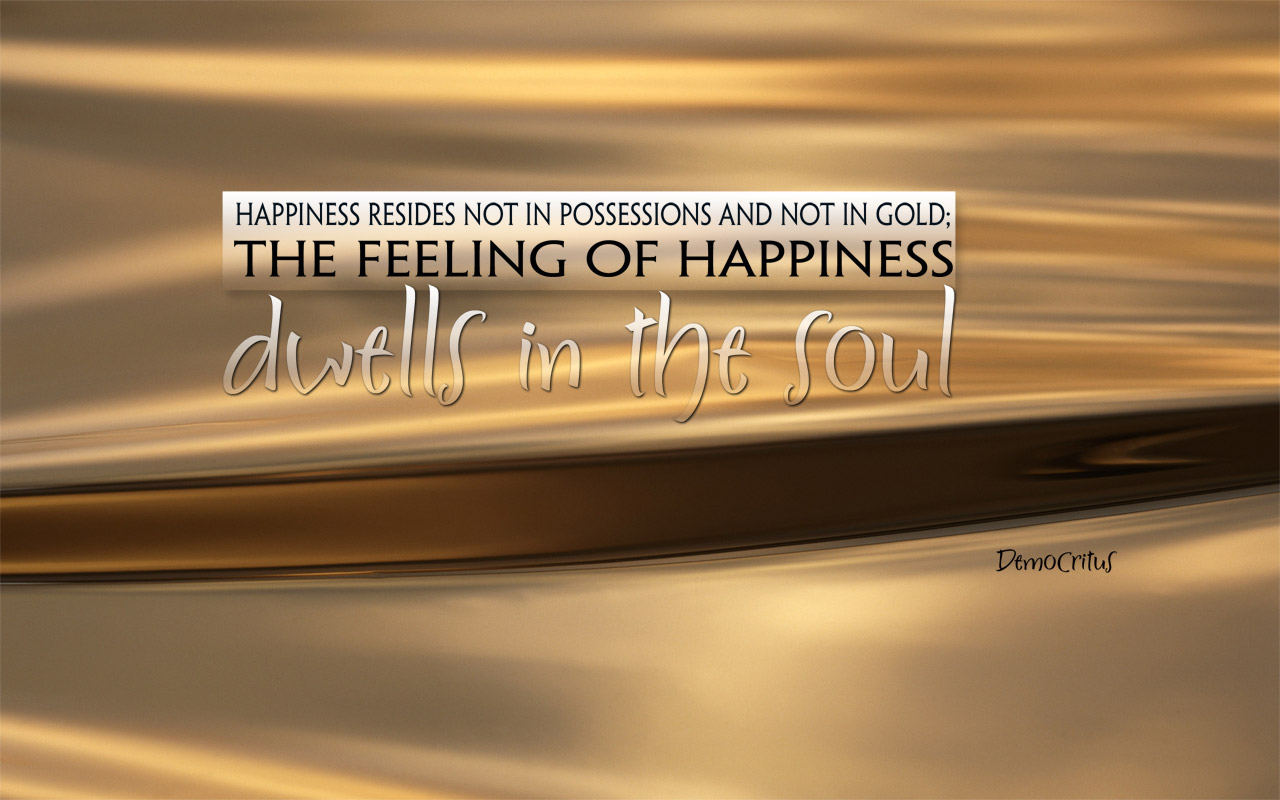 HAPPINESS RESIDES NOT IN POSSESSIONS AND NOT IN GOLD;
THE FEELING OF HAPPINESS
dwells in the soul
Democritus